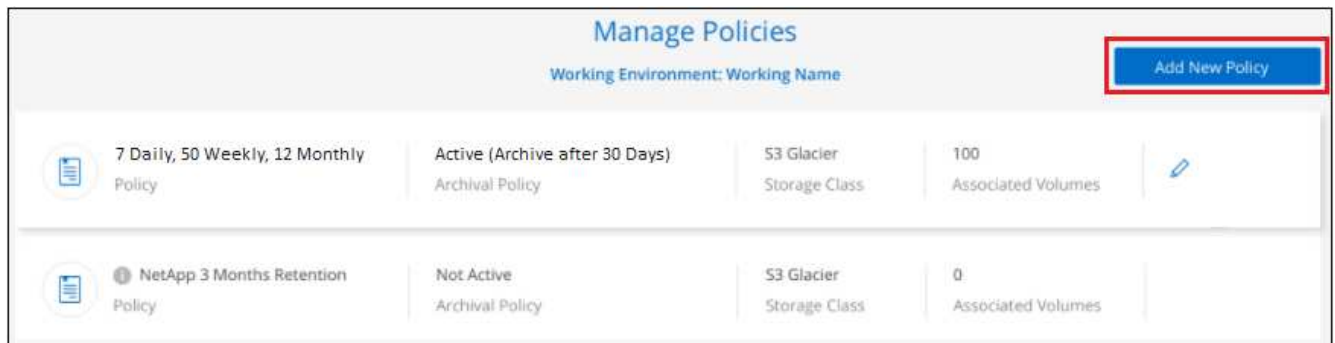 Manage Policies
Working Environment: Working Name
Add New Policy
7 Daily, 50 Weekly, 12 Monthly
Policy
Active (Archive after 30 Days)
Archival Policy
S3 Glacier
Storage Class
100
Associated Volumes
NetApp 3 Months Retention
Policy
Not Active
Archival Policy
S3 Glacier
Storage Class
0
Associated Volumes